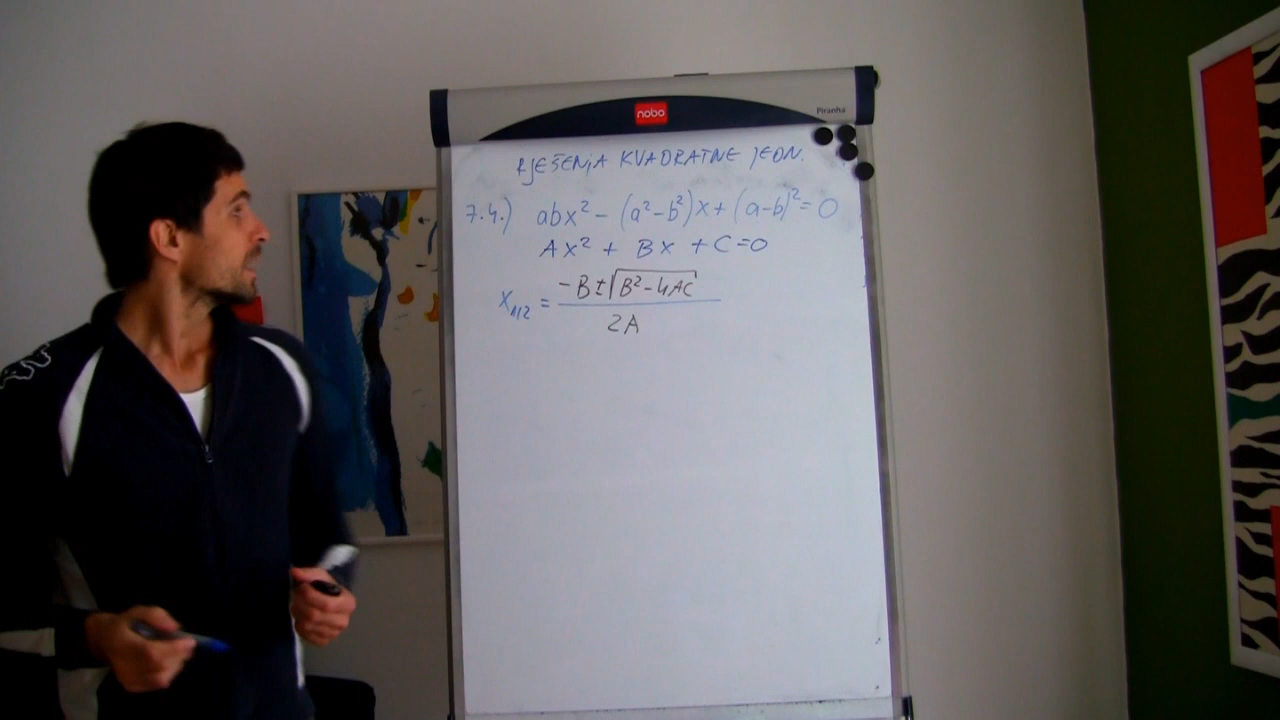 nobo
Piranha
RJEŠENJA KVADRATNE JEDN.
7.4.) abx² - (a²-b²)x + (a-b)² = 0
Ax² + Bx + C = 0
x₁,₂ = (-B ± √(B² - 4AC)) / 2A